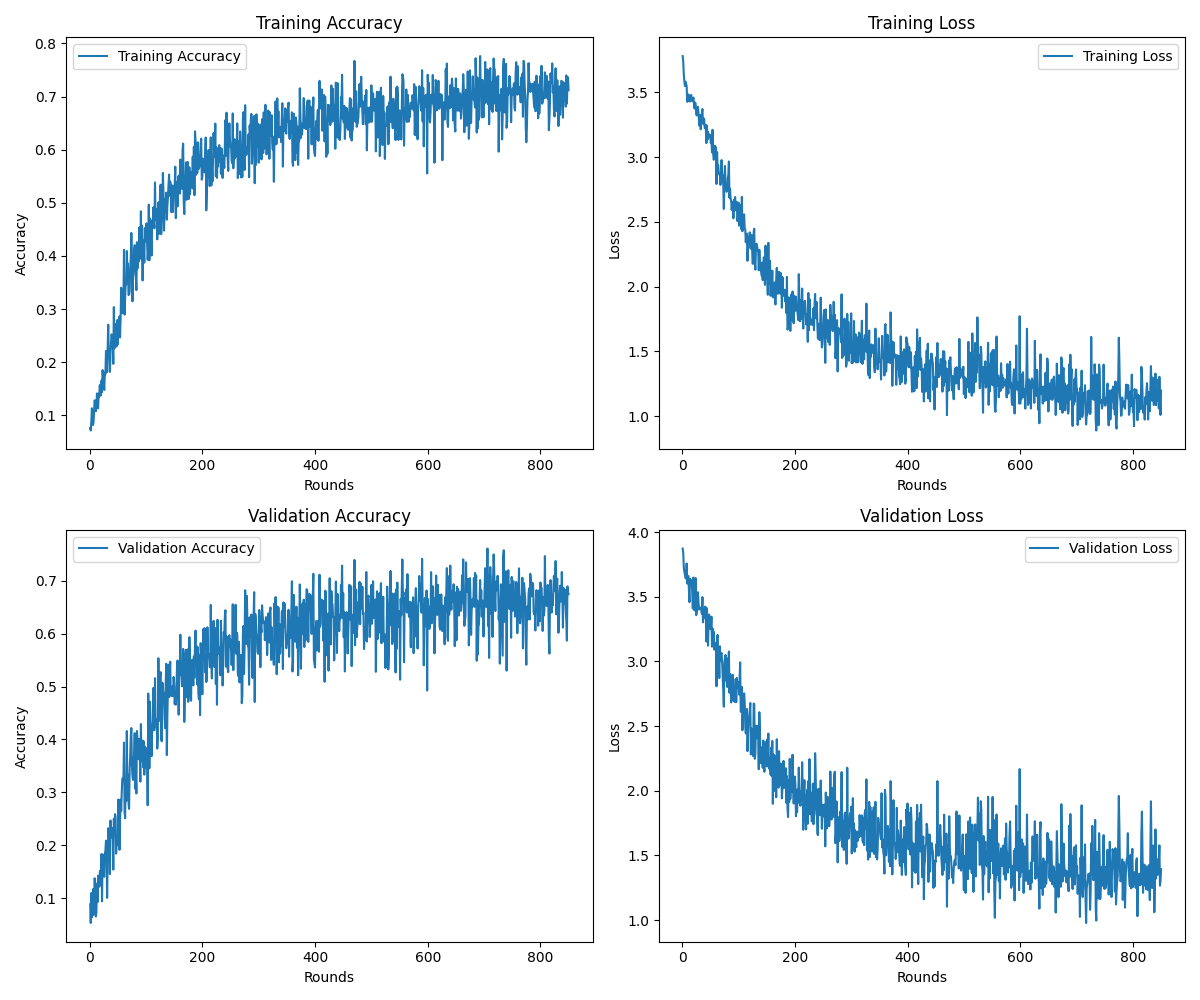 Training Accuracy
Training Accuracy
Accuracy
0.8
0.7
0.6
0.5
0.4
0.3
0.2
0.1
0 200 400 600 800
Rounds
Training Loss
Training Loss
Loss
3.5
3.0
2.5
2.0
1.5
1.0
0 200 400 600 800
Rounds
Validation Accuracy
Validation Accuracy
Accuracy
0.7
0.6
0.5
0.4
0.3
0.2
0.1
0 200 400 600 800
Rounds
Validation Loss
Validation Loss
Loss
4.0
3.5
3.0
2.5
2.0
1.5
1.0
0 200 400 600 800
Rounds